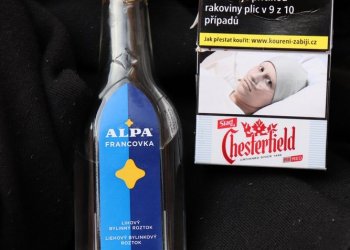 rakoviny plic v 9 z 10
případů
Jak přestat kouřit: www.koureni-zabiji.cz
Start
Chesterfield
ALPA
FRANCOVKA
LIHOVÝ
BYLINNÝ ROZTOK
LIEHOVÝ BYLINKOVÝ
ROZTOK